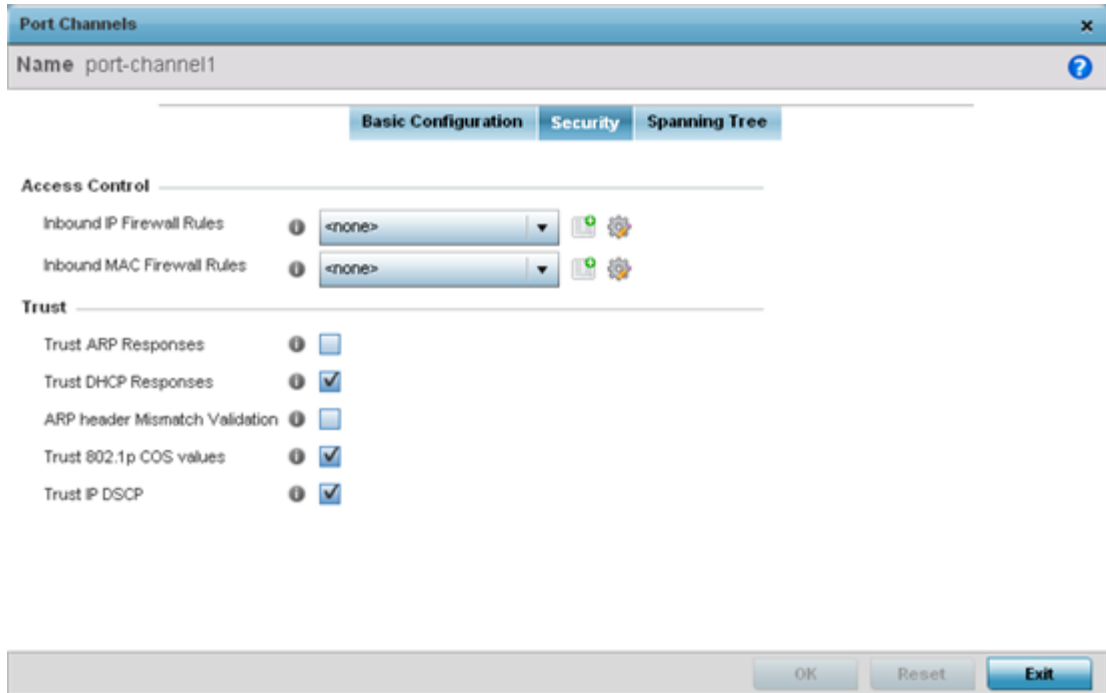 Port Channels
Name port-channel1
Basic Configuration Security Spanning Tree
Access Control
Inbound IP Firewall Rules <none>
Inbound MAC Firewall Rules <none>
Trust
Trust ARP Responses
Trust DHCP Responses
ARP header Mismatch Validation
Trust 802.1p COS values
Trust IP DSCP
OK Reset Exit